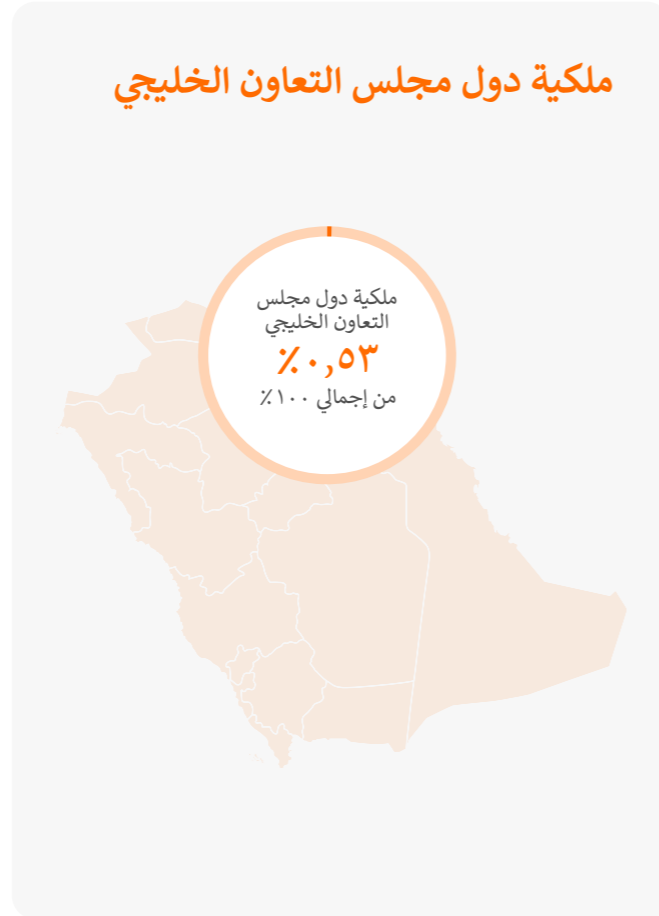 ملكية دول مجلس التعاون الخليجي
ملكية دول مجلس
التعاون الخليجي
٪٠,٥٣
من إجمالي ١٠٠٪